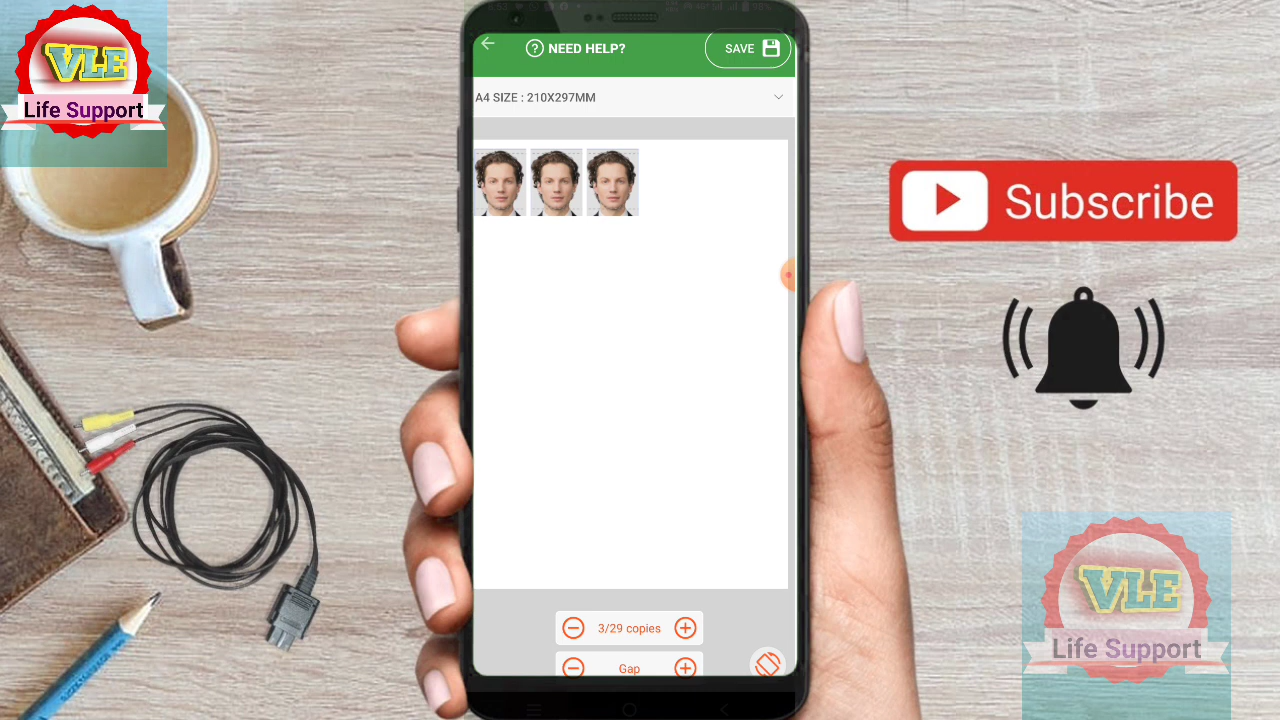 VLE
Life Support
NEED HELP?
SAVE
A4 SIZE : 210X297MM
3/29 copies
Gap
Subscribe
VLE
Life Support